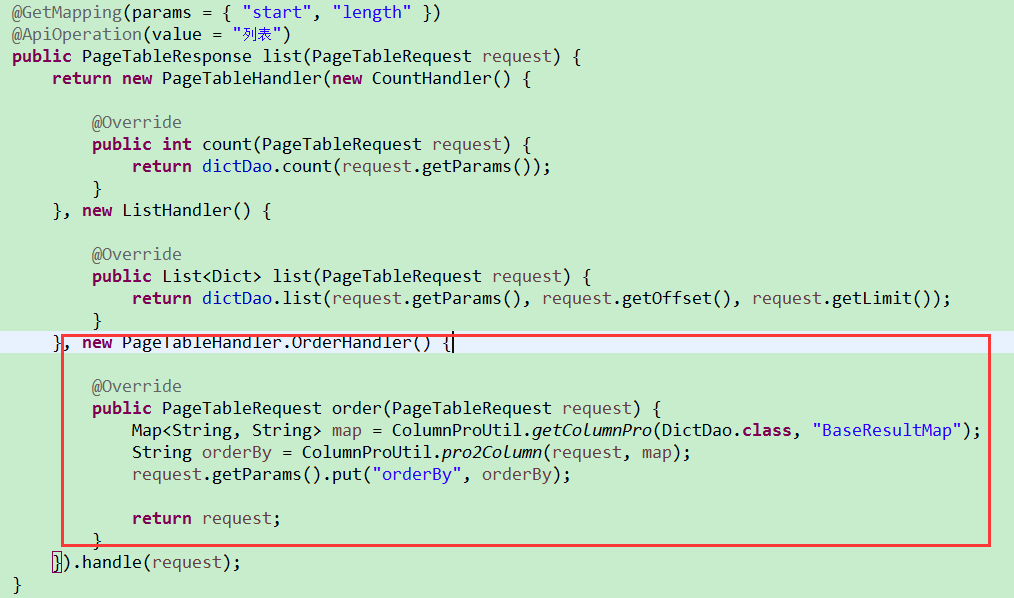 @GetMapping(params = { "start", "length" })
@ApiOperation(value = "列表")
public PageTableResponse list(PageTableRequest request) {
return new PageTableHandler(new CountHandler() {
@Override
public int count(PageTableRequest request) {
return dictDao.count(request.getParams());
}
}, new ListHandler() {
@Override
public List<Dict> list(PageTableRequest request) {
return dictDao.list(request.getParams(), request.getOffset(), request.getLimit());
}
}, new PageTableHandler.OrderHandler() {
@Override
public PageTableRequest order(PageTableRequest request) {
Map<String, String> map = ColumnProUtil.getColumnPro(DictDao.class, "BaseResultMap");
String orderBy = ColumnProUtil.pro2Column(request, map);
request.getParams().put("orderBy", orderBy);
return request;
}
}).handle(request);
}